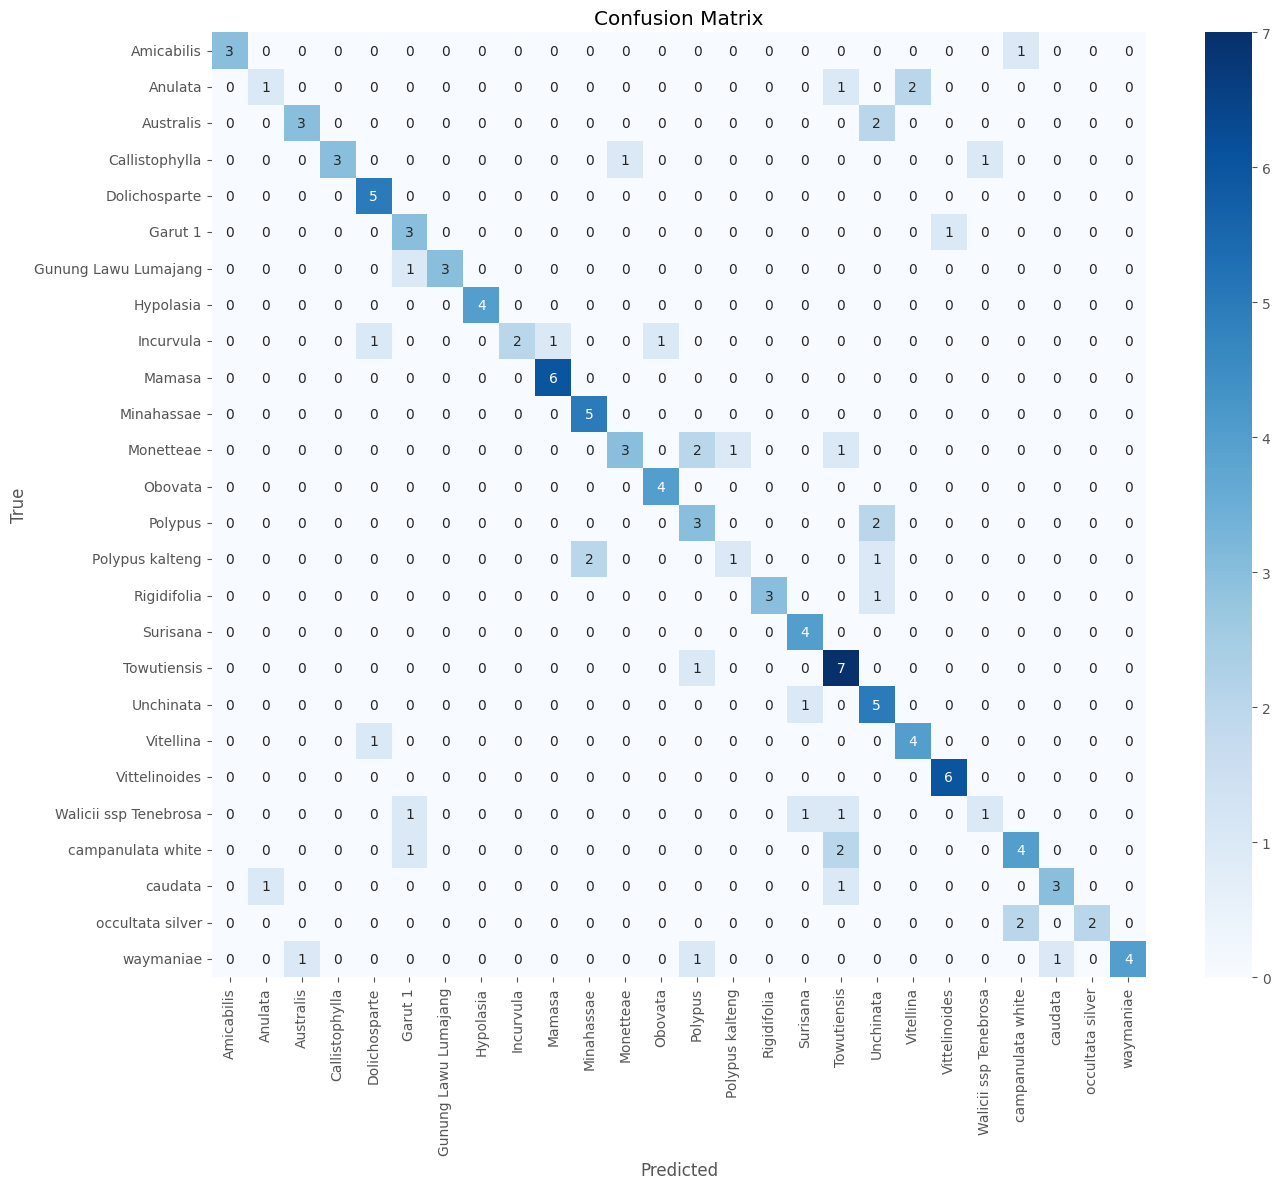 Confusion Matrix
True
Amicabilis 3 0 0 0 0 0 0 0 0 0 0 0 0 0 0 0 0 0 0 0 0 0 1 0 0 0
Anulata 0 1 0 0 0 0 0 0 0 0 0 0 0 0 0 0 0 1 0 2 0 0 0 0 0 0
Australis 0 0 3 0 0 0 0 0 0 0 0 0 0 0 0 0 0 0 2 0 0 0 0 0 0 0
Callistophylla 0 0 0 3 0 0 0 0 0 0 0 1 0 0 0 0 0 0 0 0 0 1 0 0 0 0
Dolichosparte 0 0 0 0 5 0 0 0 0 0 0 0 0 0 0 0 0 0 0 0 0 0 0 0 0 0
Garut 1 0 0 0 0 0 3 0 0 0 0 0 0 0 0 0 0 0 0 0 0 1 0 0 0 0 0
Gunung Lawu Lumajang 0 0 0 0 0 1 3 0 0 0 0 0 0 0 0 0 0 0 0 0 0 0 0 0 0 0
Hypolasia 0 0 0 0 0 0 0 4 0 0 0 0 0 0 0 0 0 0 0 0 0 0 0 0 0 0
Incurvula 0 0 0 0 1 0 0 0 2 1 0 0 1 0 0 0 0 0 0 0 0 0 0 0 0 0
Mamasa 0 0 0 0 0 0 0 0 0 6 0 0 0 0 0 0 0 0 0 0 0 0 0 0 0 0
Minahassae 0 0 0 0 0 0 0 0 0 0 5 0 0 0 0 0 0 0 0 0 0 0 0 0 0 0
Monetteae 0 0 0 0 0 0 0 0 0 0 0 3 0 2 1 0 0 1 0 0 0 0 0 0 0 0
Obovata 0 0 0 0 0 0 0 0 0 0 0 0 4 0 0 0 0 0 0 0 0 0 0 0 0 0
Polypus 0 0 0 0 0 0 0 0 0 0 0 0 0 3 0 0 0 0 2 0 0 0 0 0 0 0
Polypus kalteng 0 0 0 0 0 0 0 0 0 0 2 0 0 0 1 0 0 0 1 0 0 0 0 0 0 0
Rigidifolia 0 0 0 0 0 0 0 0 0 0 0 0 0 0 0 3 0 0 1 0 0 0 0 0 0 0
Surisana 0 0 0 0 0 0 0 0 0 0 0 0 0 0 0 0 4 0 0 0 0 0 0 0 0 0
Towutiensis 0 0 0 0 0 0 0 0 0 0 0 0 0 1 0 0 0 7 0 0 0 0 0 0 0 0
Unchinata 0 0 0 0 0 0 0 0 0 0 0 0 0 0 0 0 1 0 5 0 0 0 0 0 0 0
Vitellina 0 0 0 0 1 0 0 0 0 0 0 0 0 0 0 0 0 0 0 4 0 0 0 0 0 0
Vittelinoides 0 0 0 0 0 0 0 0 0 0 0 0 0 0 0 0 0 0 0 0 6 0 0 0 0 0
Walicii ssp Tenebrosa 0 0 0 0 0 1 0 0 0 0 0 0 0 0 0 0 1 1 0 0 0 1 0 0 0 0
campanulata white 0 0 0 0 0 1 0 0 0 0 0 0 0 0 0 0 0 2 0 0 0 0 4 0 0 0
caudata 0 1 0 0 0 0 0 0 0 0 0 0 0 0 0 0 0 1 0 0 0 0 0 3 0 0
occultata silver 0 0 0 0 0 0 0 0 0 0 0 0 0 0 0 0 0 0 0 0 0 0 2 0 2 0
waymaniae 0 0 1 0 0 0 0 0 0 0 0 0 0 1 0 0 0 0 0 0 0 0 0 1 0 4
Amicabilis
Anulata
Australis
Callistophylla
Dolichosparte
Garut 1
Gunung Lawu Lumajang
Hypolasia
Incurvula
Mamasa
Minahassae
Monetteae
Obovata
Polypus
Polypus kalteng
Rigidifolia
Surisana
Towutiensis
Unchinata
Vitellina
Vittelinoides
Walicii ssp Tenebrosa
campanulata white
caudata
occultata silver
waymaniae
Predicted
7
6
5
4
3
2
1
0